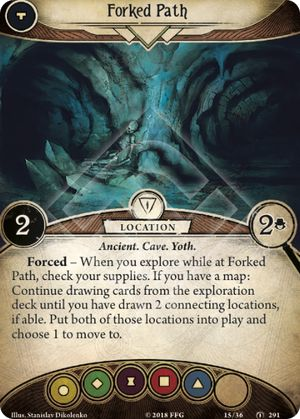 Forked Path
2
LOCATION
2
Ancient. Cave. Yoth.
Forced – When you explore while at Forked
Path, check your supplies. If you have a map:
Continue drawing cards from the exploration
deck until you have drawn 2 connecting locations,
if able. Put both of those locations into play and
choose 1 to move to.
Illus. Stanislav Dikolenko
© 2018 FFG
15/36
291